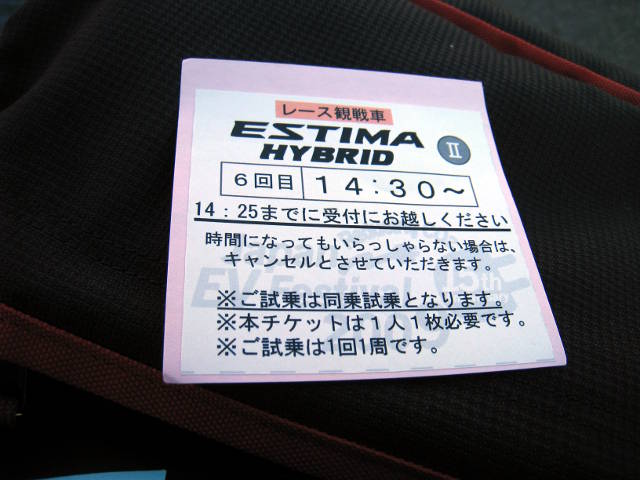 レース観戦車
ESTIMA
HYBRID
II
6回目 14:30～
14:25までに受付にお越しください
時間になってもいらっしゃらない場合は、
キャンセルとさせていただきます。
EV Festival
※ご試乗は同乗試乗となります。
※本チケットは1人1枚必要です。
※ご試乗は1回1周です。